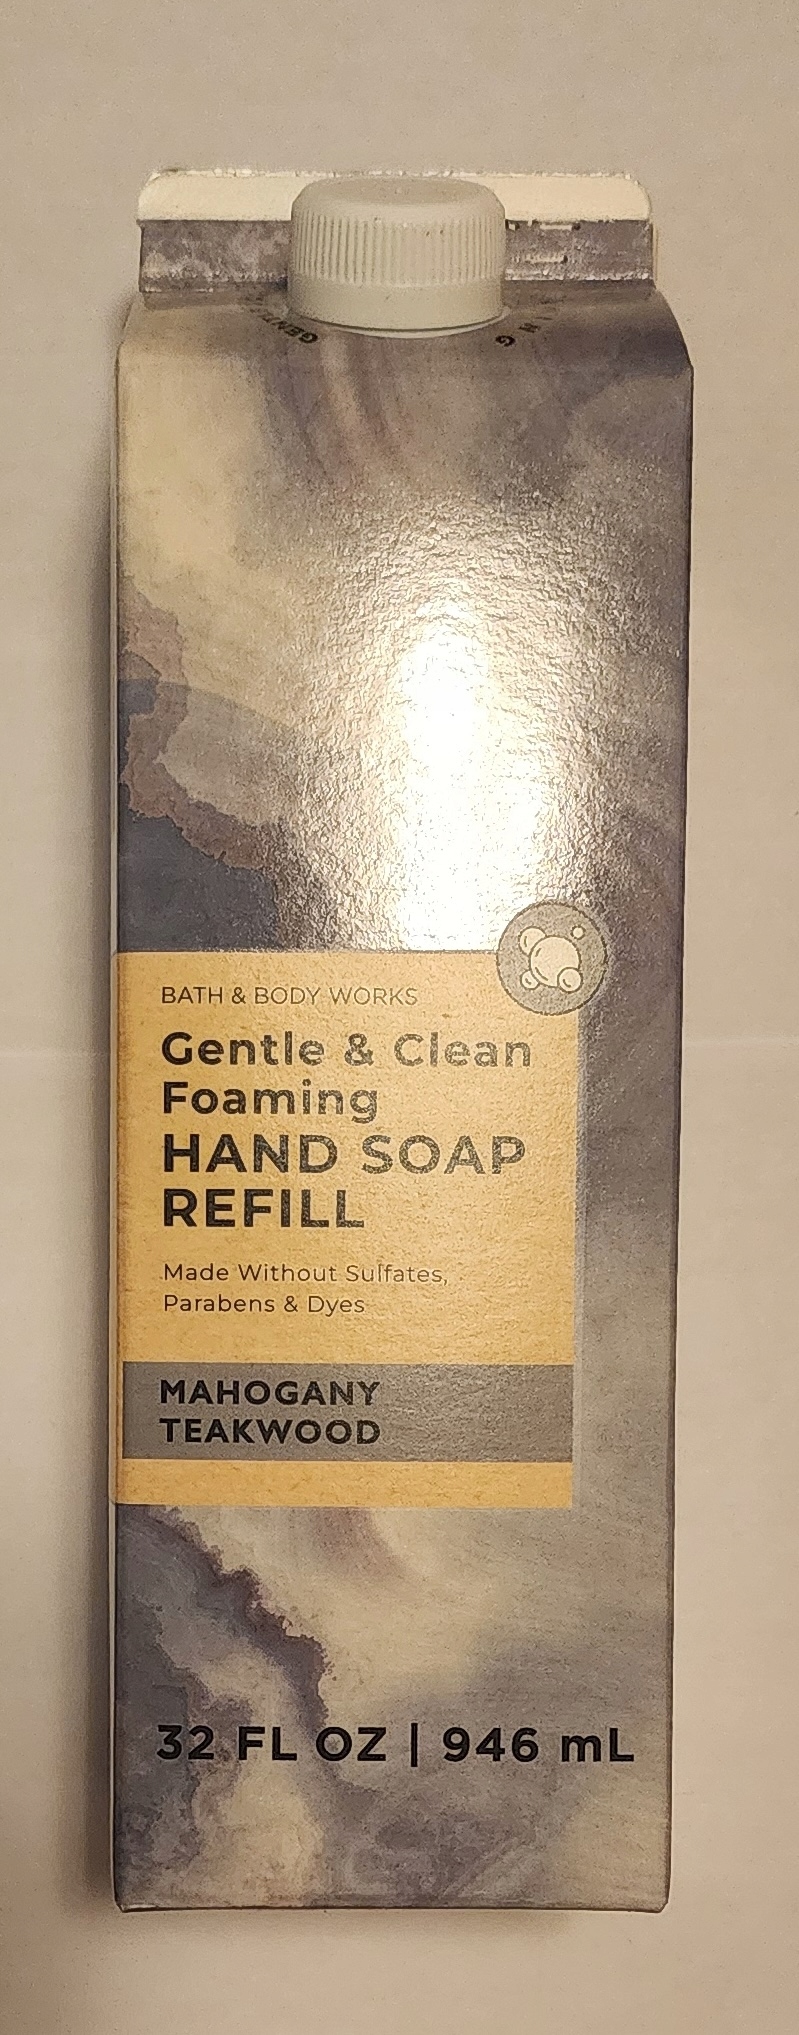 BATH & BODY WORKS
Gentle & Clean
Foaming
HAND SOAP
REFILL
Made Without Sulfates,
Parabens & Dyes
MAHOGANY
TEAKWOOD
32 FL OZ | 946 mL